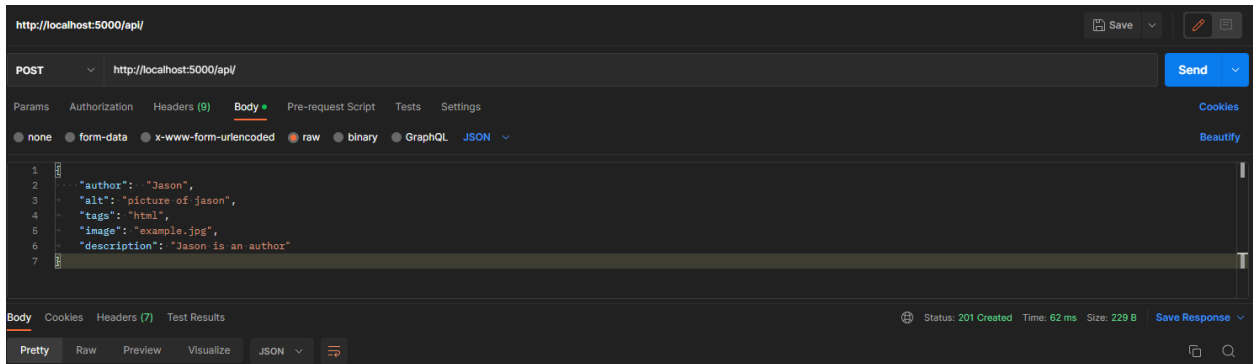 http://localhost:5000/api/ Save
POST http://localhost:5000/api/ Send
Params Authorization Headers (9) Body Pre-request Script Tests Settings Cookies
none form-data x-www-form-urlencoded raw binary GraphQL JSON Beautify
1 {
2 "author": "Jason",
3 "alt": "picture of jason",
4 "tags": "html",
5 "image": "example.jpg",
6 "description": "Jason is an author"
7 }
Body Cookies Headers (7) Test Results Status: 201 Created Time: 62 ms Size: 229 B Save Response
Pretty Raw Preview Visualize JSON